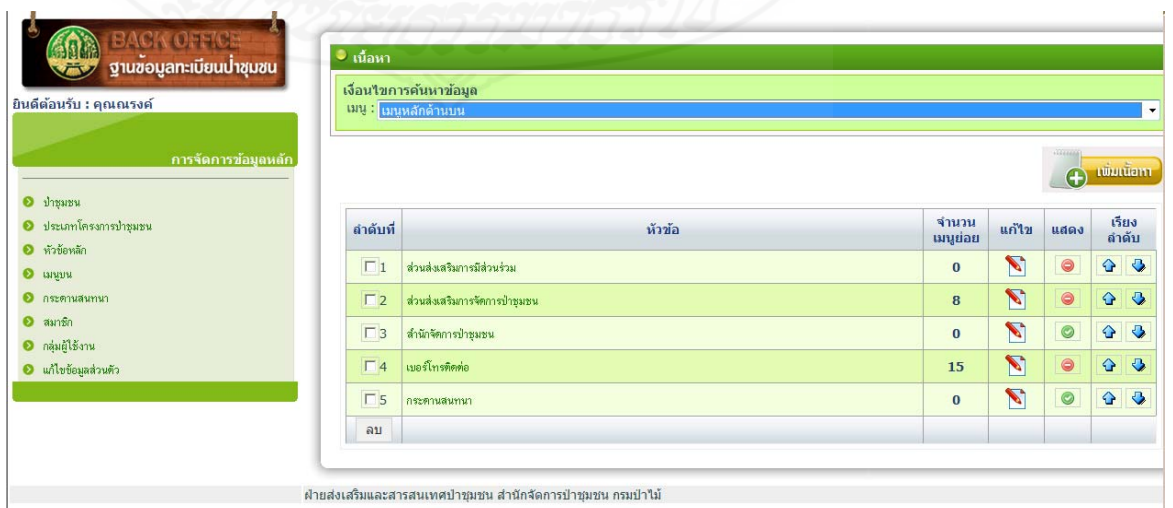 BACK OFFICE
ฐานข้อมูลทะเบียนป่าชุมชน
ยินดีต้อนรับ : คุณณรงค์
การจัดการข้อมูลหลัก
ป่าชุมชน
ประเภทโครงการป่าชุมชน
หัวข้อหลัก
เมนูบน
กระดานสนทนา
สมาชิก
กลุ่มผู้ใช้งาน
แก้ไขข้อมูลส่วนตัว
เนื้อหา
เงื่อนไขการค้นหาข้อมูล
เมนู : เมนูหลักด้านบน
เพิ่มเนื้อหา
ลำดับที่ หัวข้อ จำนวนเมนูย่อย แก้ไข แสดง เรียงลำดับ
1 ส่วนส่งเสริมการมีส่วนร่วม 0
2 ส่วนส่งเสริมการจัดการป่าชุมชน 8
3 สำนักจัดการป่าชุมชน 0
4 เบอร์โทรติดต่อ 15
5 กระดานสนทนา 0
ลบ
ฝ่ายส่งเสริมและสารสนเทศป่าชุมชน สำนักจัดการป่าชุมชน กรมป่าไม้